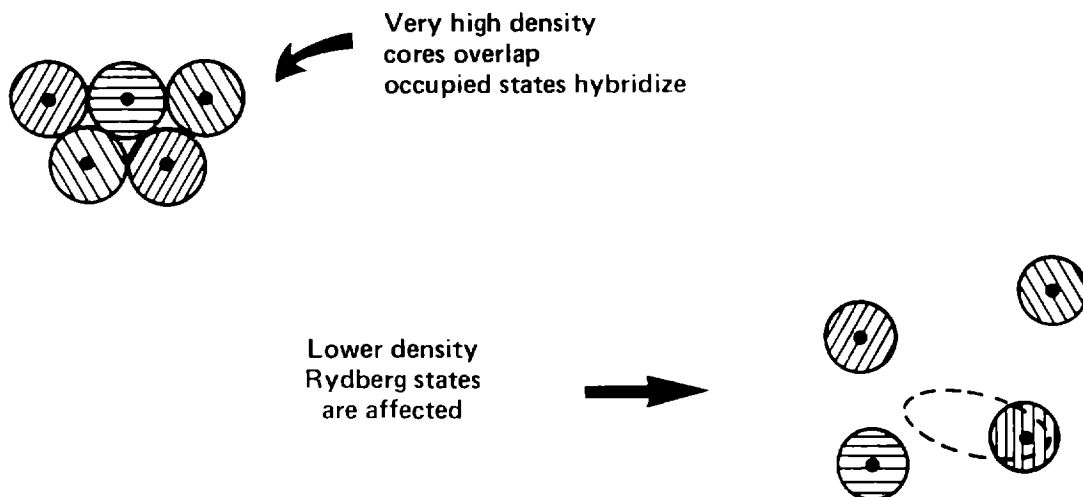 Very high density
cores overlap
occupied states hybridize
Lower density
Rydberg states
are affected